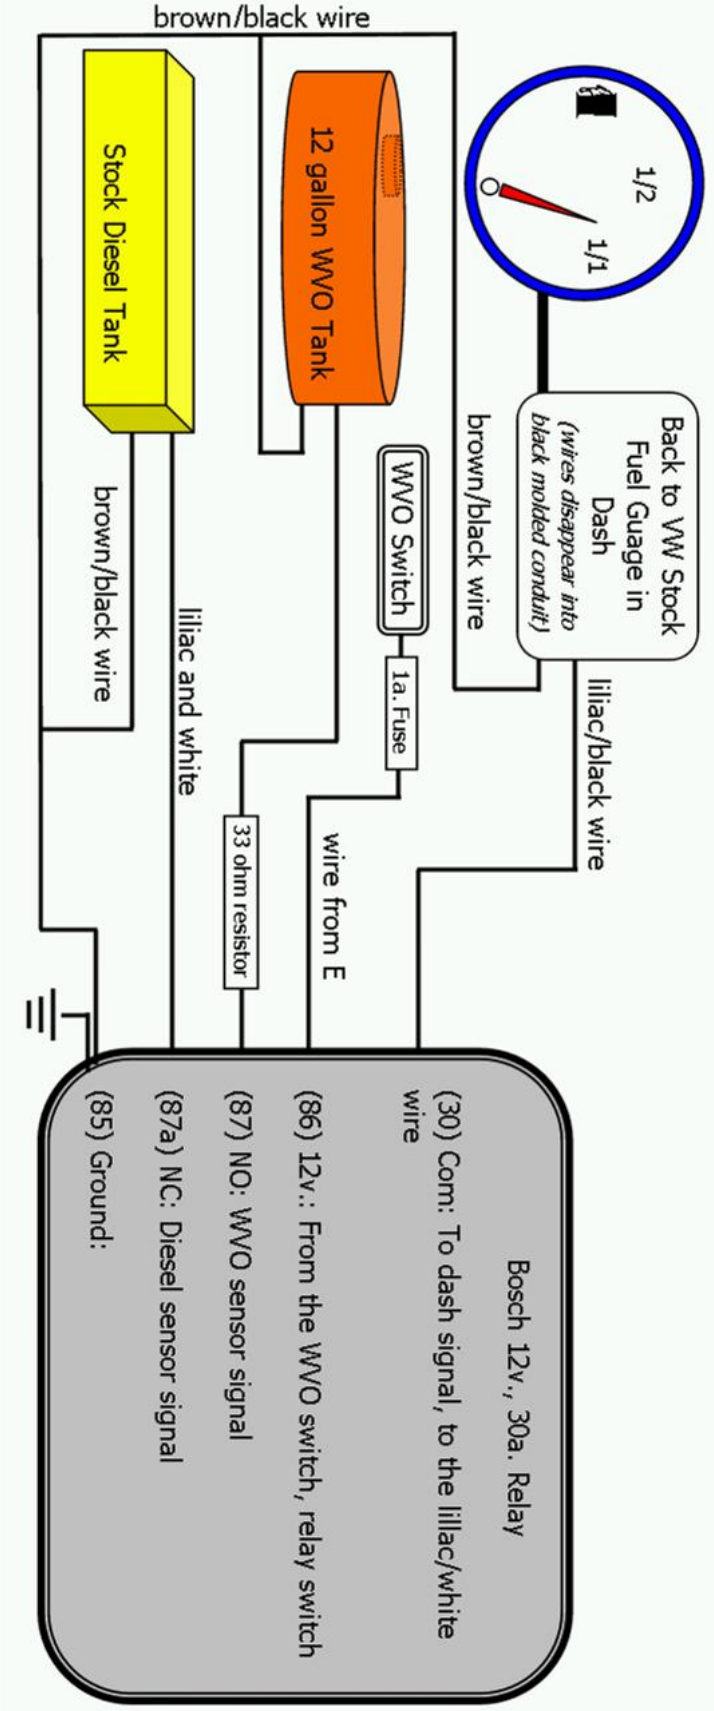 brown/black wire
1/2
1/1
Back to VW Stock
Fuel Guage in
Dash
(wires disappear into
black molded conduit)
brown/black wire
liliac/black wire
12 gallon WVO Tank
WVO Switch
1a. Fuse
wire from E
33 ohm resistor
Stock Diesel Tank
liliac and white
brown/black wire
Bosch 12v., 30a. Relay
(30) Com: To dash signal, to the lillac/white
wire
(86) 12v.: From the WVO switch, relay switch
(87) NO: WVO sensor signal
(87a) NC: Diesel sensor signal
(85) Ground: